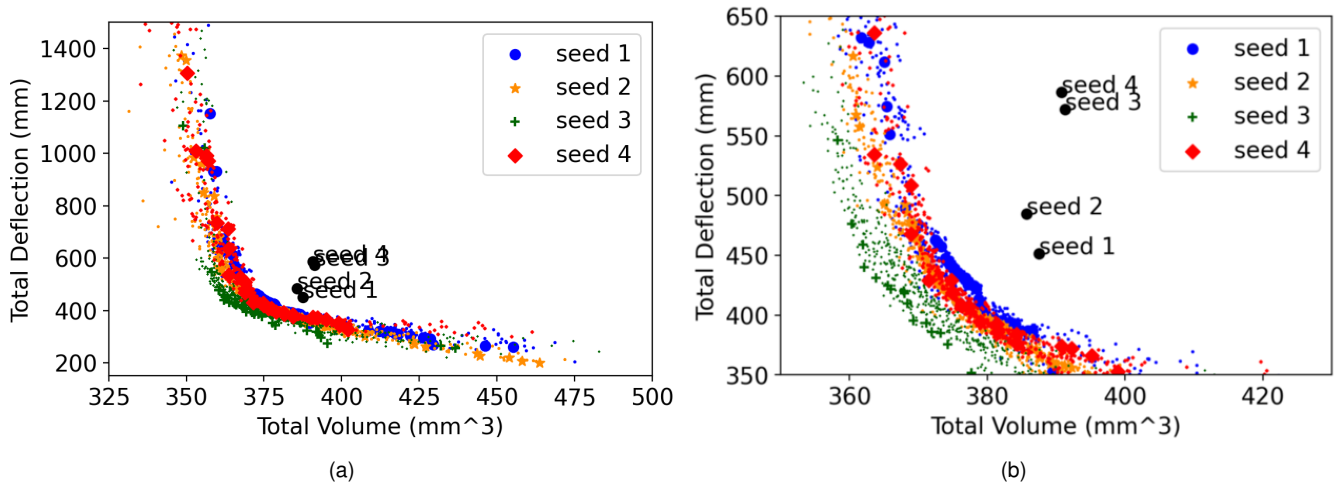 1400
1200
1000
800
600
400
200
325
350
375
400
425
450
475
500
Total Deflection (mm)
Total Volume (mm^3)
seed 1
seed 2
seed 3
seed 4
seed 4
seed 3
seed 2
seed 1
(a)
650
600
550
500
450
400
350
360
380
400
420
Total Deflection (mm)
Total Volume (mm^3)
seed 1
seed 2
seed 3
seed 4
seed 4
seed 3
seed 2
seed 1
(b)